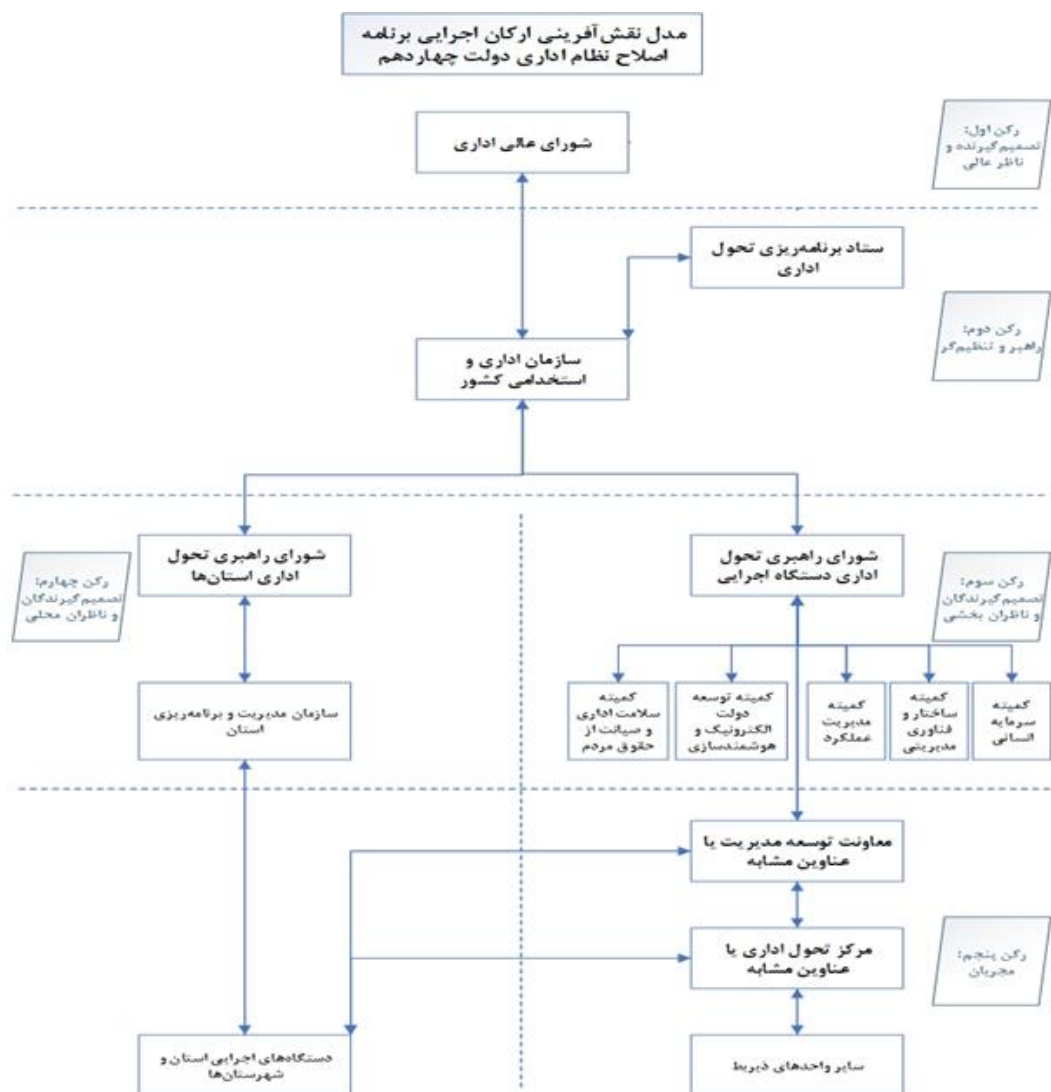 مدل نقش‌آفرینی ارکان اجرایی برنامه
اصلاح نظام اداری دولت چهاردهم
رکن اول:
تصمیم‌گیرنده و
ناظر عالی
شورای عالی اداری
ستاد برنامه‌ریزی تحول
اداری
رکن دوم:
راهبر و تنظیم‌گر
سازمان اداری و
استخدامی کشور
رکن سوم:
تصمیم‌گیرندگان
و ناظران بخشی
شورای راهبری تحول
اداری دستگاه اجرایی
شورای راهبری تحول
اداری استان‌ها
رکن چهارم:
تصمیم‌گیرندگان
و ناظران محلی
کمیته
سرمایه
انسانی
کمیته
ساختار و
فناوری
مدیریتی
کمیته
مدیریت
عملکرد
کمیته توسعه
دولت
الکترونیک و
هوشمندسازی
کمیته
سلامت اداری
و صیانت از
حقوق مردم
سازمان مدیریت و برنامه‌ریزی
استان
معاونت توسعه مدیریت یا
عناوین مشابه
رکن پنجم:
مجریان
مرکز تحول اداری یا
عناوین مشابه
سایر واحدهای ذیربط
دستگاه‌های اجرایی استان و
شهرستان‌ها